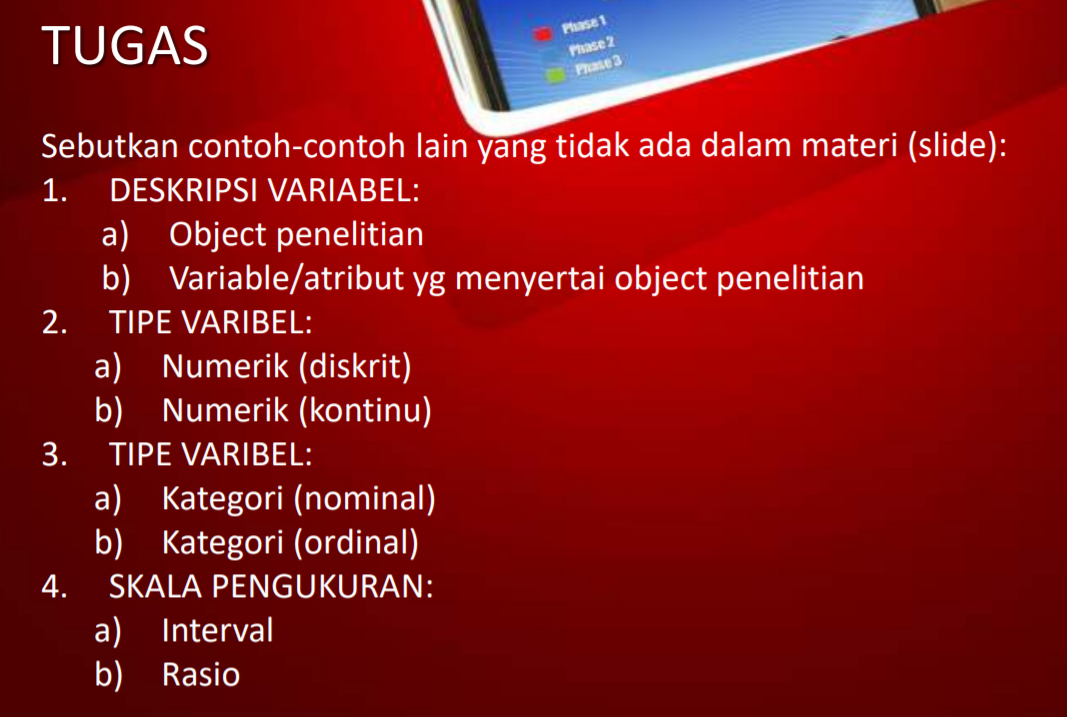 TUGAS
Phase 1
Phase 2
Phase 3
Sebutkan contoh-contoh lain yang tidak ada dalam materi (slide):
1. DESKRIPSI VARIABEL:
a) Object penelitian
b) Variable/atribut yg menyertai object penelitian
2. TIPE VARIBEL:
a) Numerik (diskrit)
b) Numerik (kontinu)
3. TIPE VARIBEL:
a) Kategori (nominal)
b) Kategori (ordinal)
4. SKALA PENGUKURAN:
a) Interval
b) Rasio